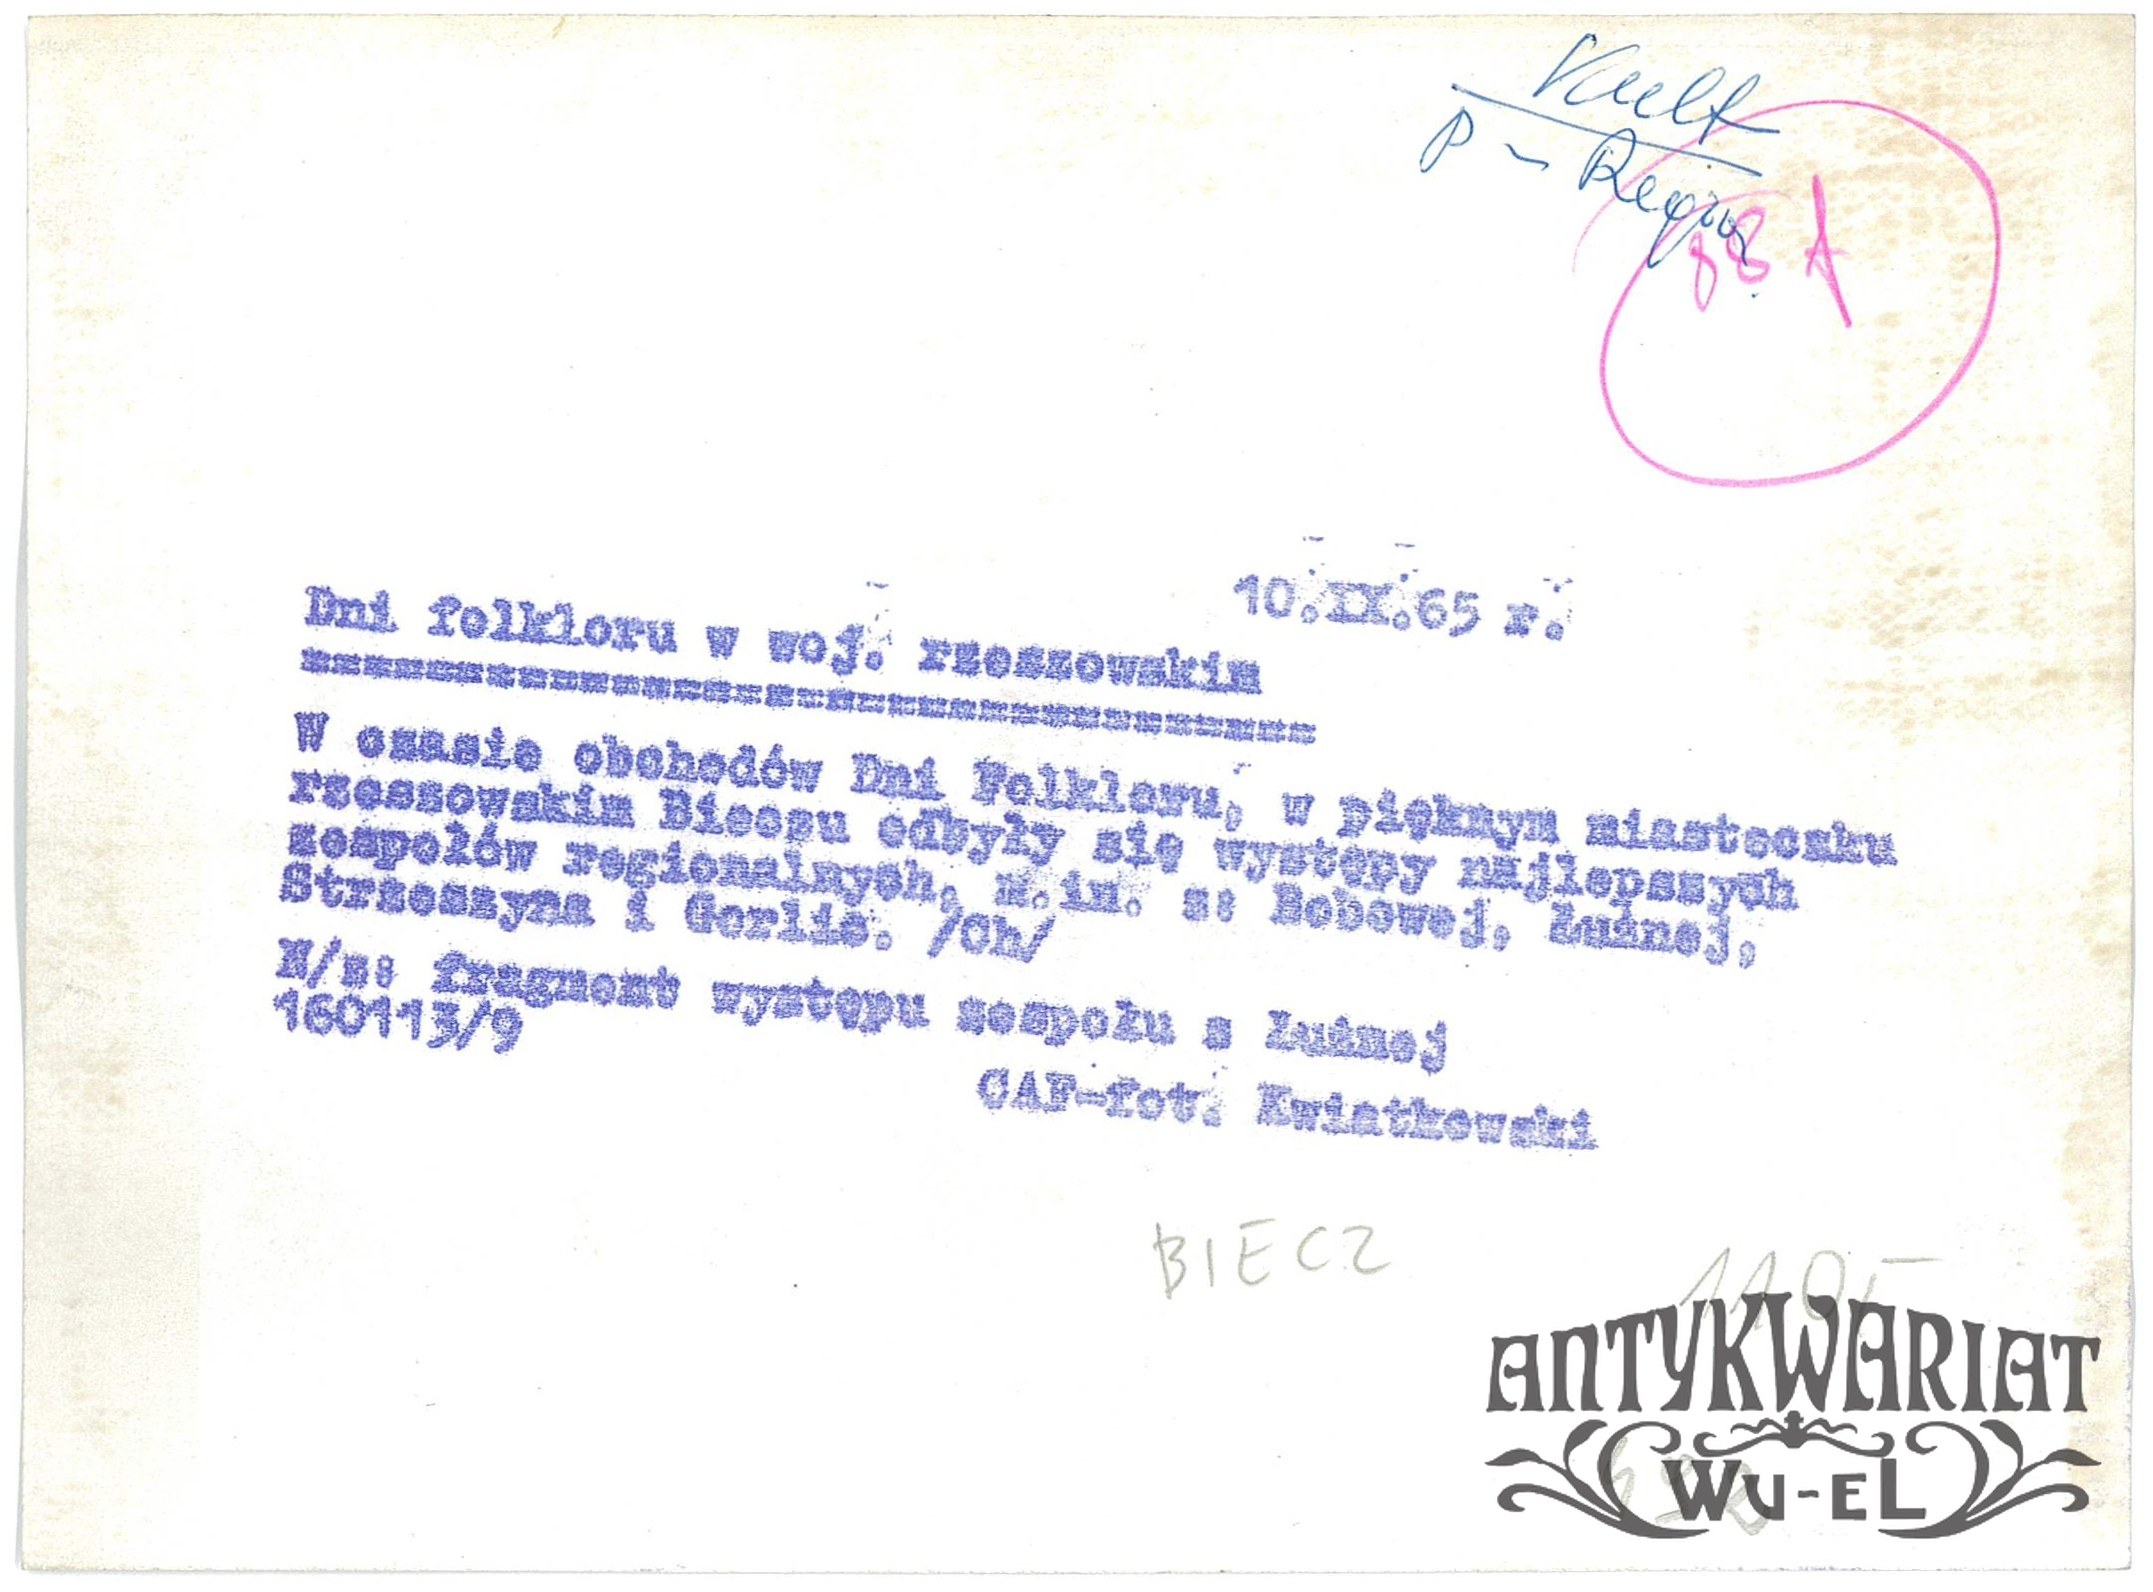 Kult
P - Region
88 A
10.IX.65 r.
Dni folkloru w woj. rzeszowskim
W czasie obchodów Dni Folkloru, w pięknym miasteczku
rzeszowskim Bieczu odbyły się występy najlepszych
zespołów regionalnych, m.in. z: Bobowej, Łużnej,
Strzeszyna i Gorlic. /Ch/
N/z: fragment występu zespołu z Łużnej
160113/9
CAF-fot. Kwiatkowski
BIECZ
ANTYKWARIAT
WU-EL